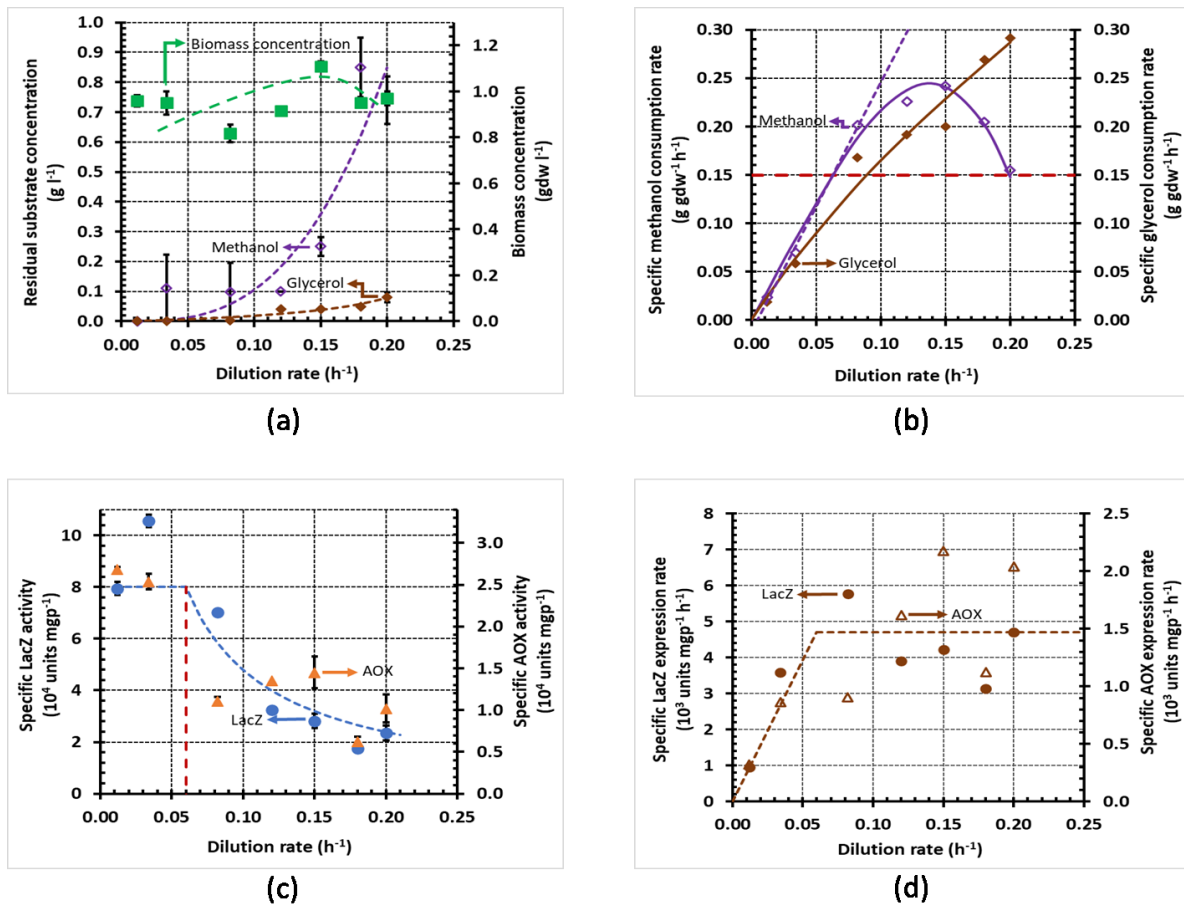 1.0
0.9
0.8
0.7
0.6
0.5
0.4
0.3
0.2
0.1
0.0
Residual substrate concentration
(g l⁻¹)
Biomass concentration
Methanol
Glycerol
1.2
1.0
0.8
0.6
0.4
0.2
0.0
Biomass concentration
(gdw l⁻¹)
0.00 0.05 0.10 0.15 0.20 0.25
Dilution rate (h⁻¹)
(a)
0.30
0.25
0.20
0.15
0.10
0.05
0.00
Specific methanol consumption rate
(g gdw⁻¹ h⁻¹)
Methanol
Glycerol
0.30
0.25
0.20
0.15
0.10
0.05
0.00
Specific glycerol consumption rate
(g gdw⁻¹ h⁻¹)
0.00 0.05 0.10 0.15 0.20 0.25
Dilution rate (h⁻¹)
(b)
10
8
6
4
2
0
Specific LacZ activity
(10⁴ units mgp⁻¹)
AOX
LacZ
3.0
2.5
2.0
1.5
1.0
0.5
0.0
Specific AOX activity
(10⁴ units mgp⁻¹)
0.00 0.05 0.10 0.15 0.20 0.25
Dilution rate (h⁻¹)
(c)
8
7
6
5
4
3
2
1
0
Specific LacZ expression rate
(10³ units mgp⁻¹ h⁻¹)
LacZ
AOX
2.5
2.0
1.5
1.0
0.5
0.0
Specific AOX expression rate
(10³ units mgp⁻¹ h⁻¹)
0.00 0.05 0.10 0.15 0.20 0.25
Dilution rate (h⁻¹)
(d)